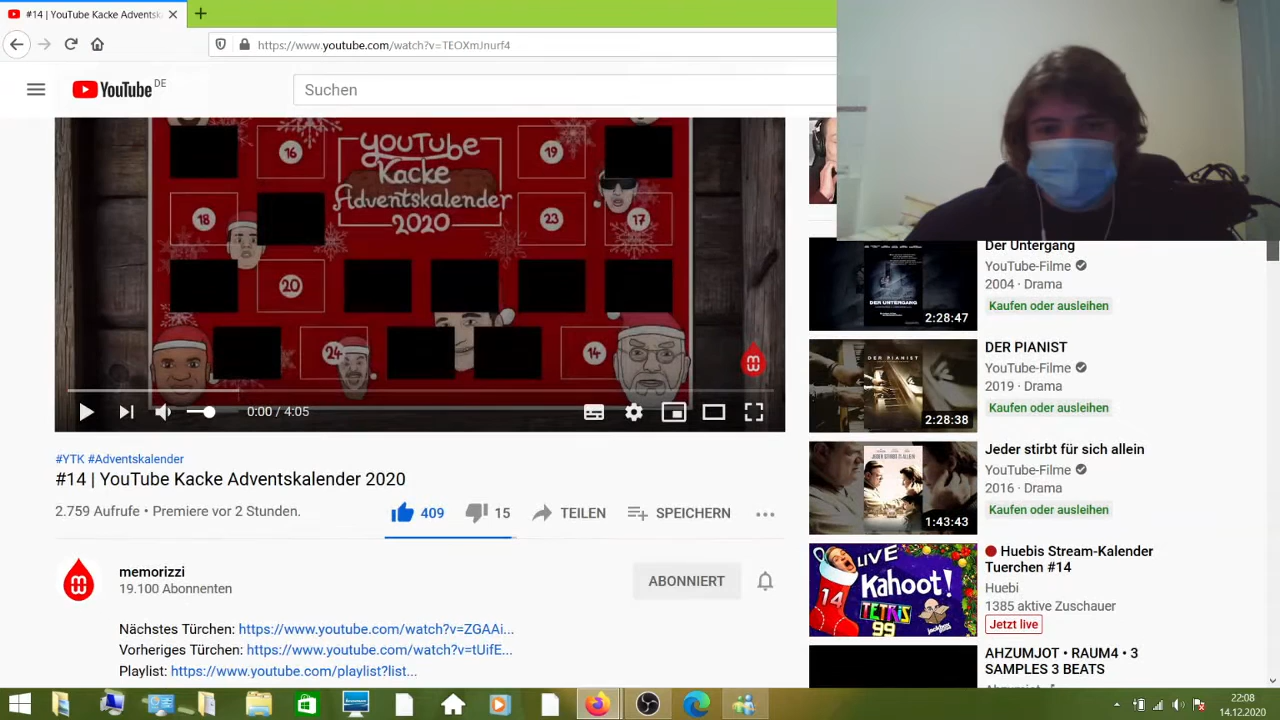 #14 | YouTube Kacke Adventsk
https://www.youtube.com/watch?v=TEOXmJnurf4
YouTube DE
Suchen
16
YouTube
Kacke
Adventskalender
2020
19
18
23
17
20
24
14
0:00 / 4:05
#YTK #Adventskalender
#14 | YouTube Kacke Adventskalender 2020
2.759 Aufrufe • Premiere vor 2 Stunden.
409
15
TEILEN
SPEICHERN
memorizzi
19.100 Abonnenten
ABONNIERT
Nächstes Türchen: https://www.youtube.com/watch?v=ZGAAi...
Vorheriges Türchen: https://www.youtube.com/watch?v=tUifE...
Playlist: https://www.youtube.com/playlist?list...
DER UNTERGANG
2:28:47
Der Untergang
YouTube-Filme
2004 · Drama
Kaufen oder ausleihen
DER PIANIST
2:28:38
DER PIANIST
YouTube-Filme
2019 · Drama
Kaufen oder ausleihen
1:43:43
Jeder stirbt für sich allein
YouTube-Filme
2016 · Drama
Kaufen oder ausleihen
LIVE
14
Kahoot!
TETRIS
99
Huebis Stream-Kalender
Tuerchen #14
Huebi
1385 aktive Zuschauer
Jetzt live
AHZUMJOT • RAUM4 • 3
SAMPLES 3 BEATS
22:08
14.12.2020